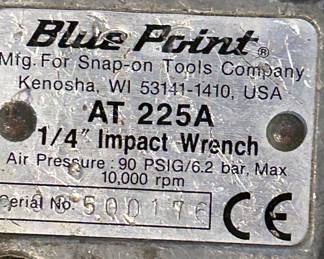 Blue Point®
Mfg. For Snap-on Tools Company
Kenosha, WI 53141-1410, USA
AT 225A
1/4″ Impact Wrench
Air Pressure: 90 PSIG/6.2 bar, Max
10,000 rpm
Serial No. 500176
CE